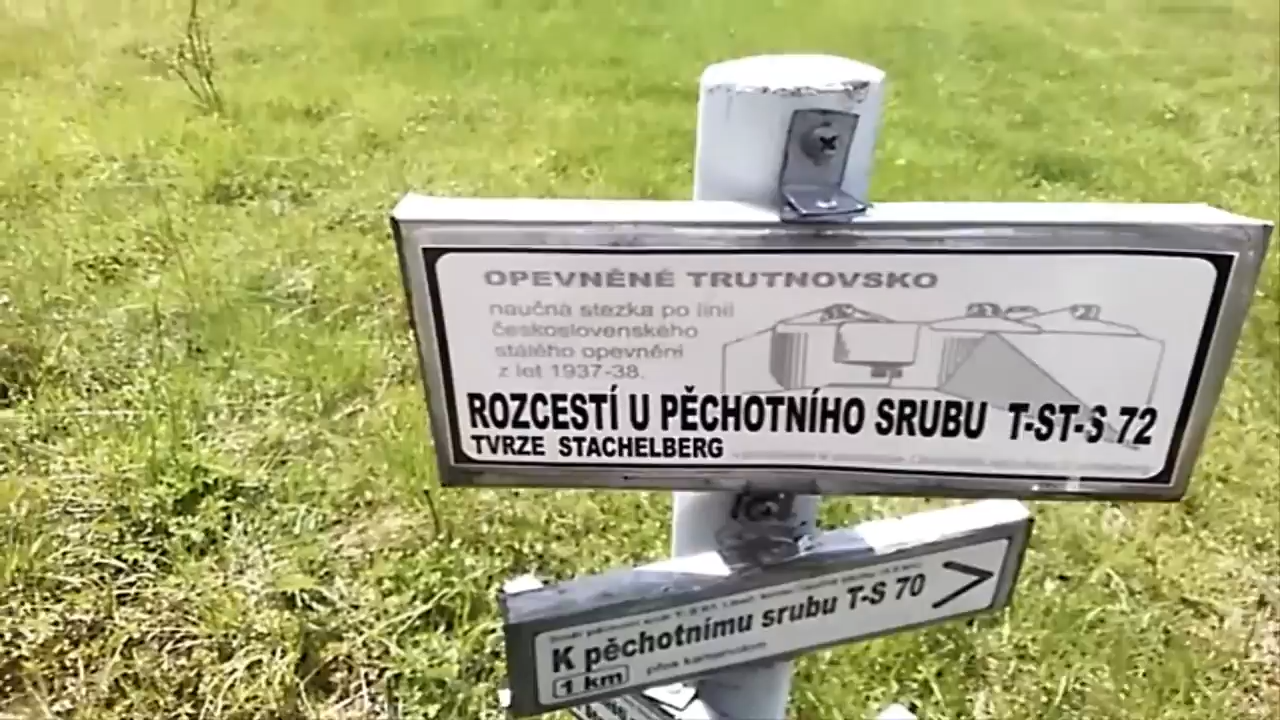 OPEVNĚNÉ TRUTNOVSKO
naučná stezka po linii
československého
stálého opevnění
z let 1937-38.
ROZCESTÍ U PĚCHOTNÍHO SRUBU T-ST-S 72
TVRZE STACHELBERG
K pěchotnímu srubu T-S 70 >
1 km